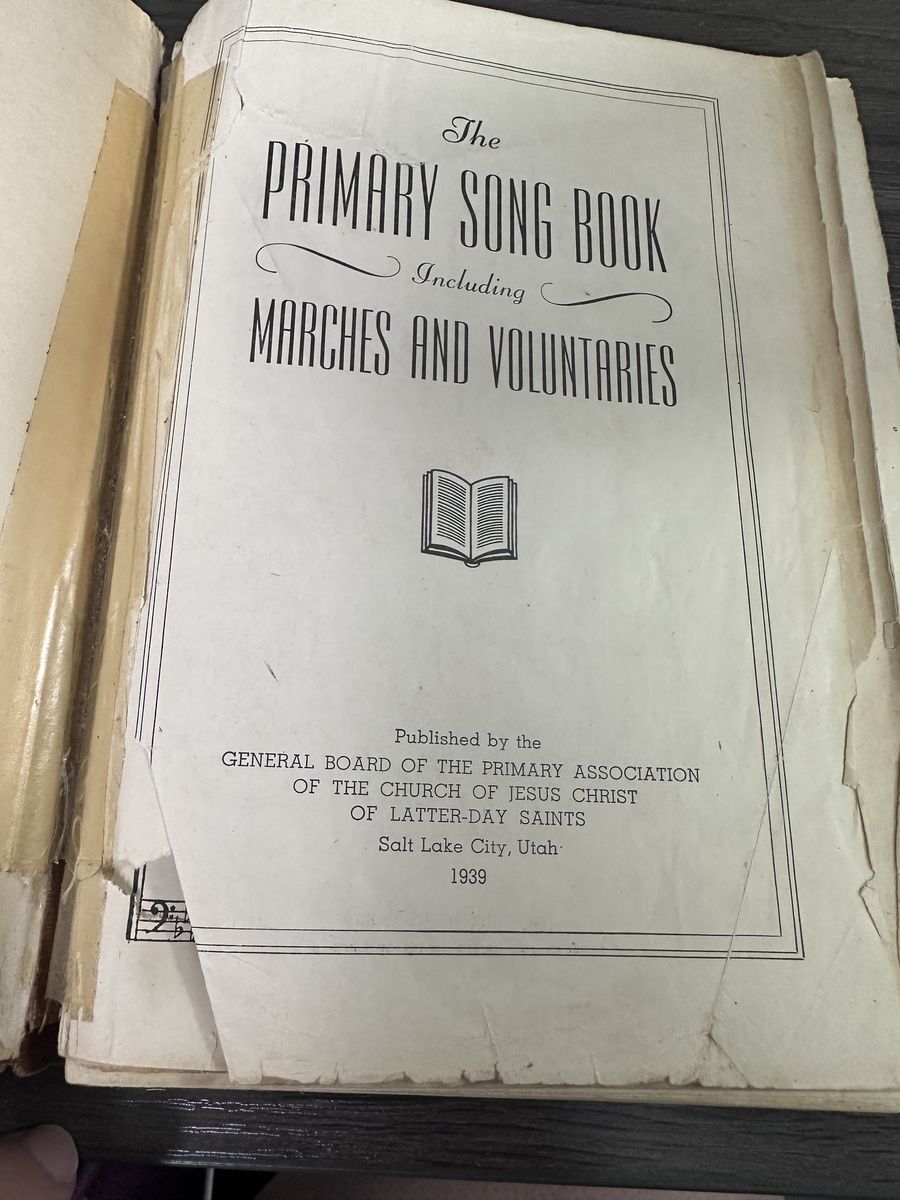 The
PRIMARY SONG BOOK
Including
MARCHES AND VOLUNTARIES
Published by the
GENERAL BOARD OF THE PRIMARY ASSOCIATION
OF THE CHURCH OF JESUS CHRIST
OF LATTER-DAY SAINTS
Salt Lake City, Utah
1939